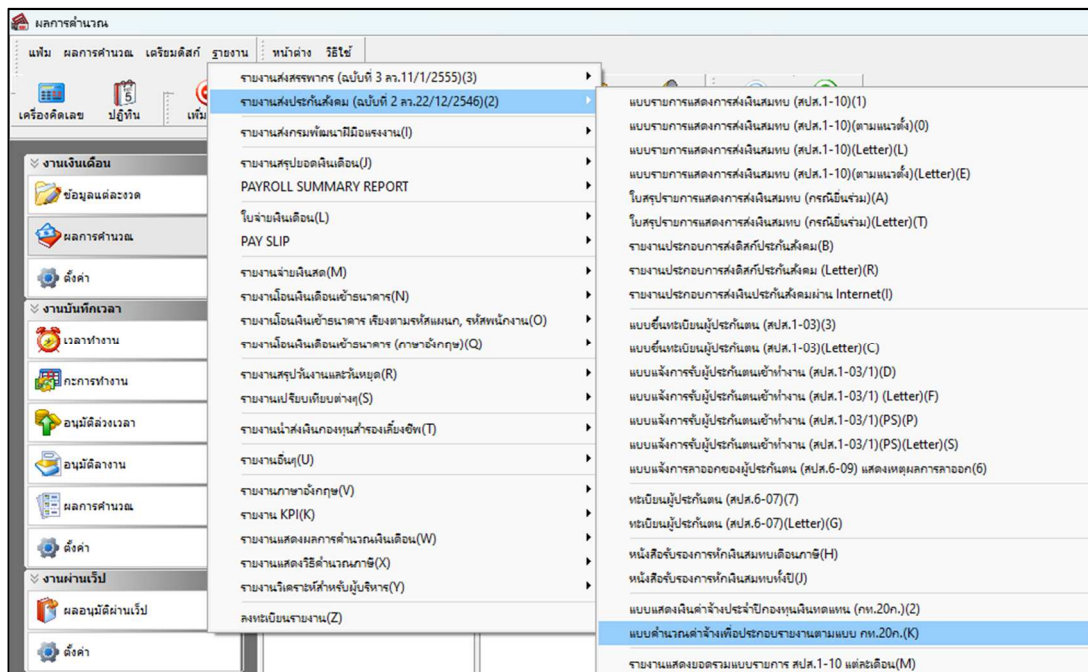 ผลการคำนวณ
แฟ้ม ผลการคำนวณ เตรียมดิสก์ รายงาน หน้าต่าง วิธีใช้
เครื่องคิดเลข ปฏิทิน
งานเงินเดือน
ข้อมูลแต่ละงวด
ผลการคำนวณ
ตั้งค่า
งานบันทึกเวลา
เวลาทำงาน
กะการทำงาน
อนุมัติล่วงเวลา
อนุมัติลางาน
ผลการคำนวณ
ตั้งค่า
งานผ่านเว็ป
ผลอนุมัติผ่านเว็ป
ตั้งค่า
รายงานส่งสรรพากร (ฉบับที่ 3 ลว.11/1/2555)(3)
รายงานส่งประกันสังคม (ฉบับที่ 2 ลว.22/12/2546)(2)
รายงานส่งกรมพัฒนาฝีมือแรงงาน(I)
รายงานสรุปยอดเงินเดือน(J)
PAYROLL SUMMARY REPORT
ใบจ่ายเงินเดือน(L)
PAY SLIP
รายงานจ่ายเงินสด(M)
รายงานโอนเงินเดือนเข้าธนาคาร(N)
รายงานโอนเงินเข้าธนาคาร เรียงตามรหัสแผนก, รหัสพนักงาน(O)
รายงานโอนเงินเดือนเข้าธนาคาร (ภาษาอังกฤษ)(Q)
รายงานสรุปวันงานและวันหยุด(R)
รายงานเปรียบเทียบต่างๆ(S)
รายงานนำส่งเงินกองทุนสำรองเลี้ยงชีพ(T)
รายงานอื่นๆ(U)
รายงานภาษาอังกฤษ(V)
รายงาน KPI(K)
รายงานแสดงผลการคำนวณเงินเดือน(W)
รายงานแสดงวิธีคำนวณภาษี(X)
รายงานวิเคราะห์สำหรับผู้บริหาร(Y)
ลงทะเบียนรายงาน(Z)
แบบรายการแสดงการส่งเงินสมทบ (สปส.1-10)(1)
แบบรายการแสดงการส่งเงินสมทบ (สปส.1-10)(ตามแนวตั้ง)(0)
แบบรายการแสดงการส่งเงินสมทบ (สปส.1-10)(Letter)(L)
แบบรายการแสดงการส่งเงินสมทบ (สปส.1-10)(ตามแนวตั้ง)(Letter)(E)
ใบสรุปรายการแสดงการส่งเงินสมทบ (กรณียื่นร่วม)(A)
ใบสรุปรายการแสดงการส่งเงินสมทบ (กรณียื่นร่วม)(Letter)(T)
รายงานประกอบการส่งดิสก์ประกันสังคม(B)
รายงานประกอบการส่งดิสก์ประกันสังคม (Letter)(R)
รายงานประกอบการส่งเงินประกันสังคมผ่าน Internet(I)
แบบขึ้นทะเบียนผู้ประกันตน (สปส.1-03)(3)
แบบขึ้นทะเบียนผู้ประกันตน (สปส.1-03)(Letter)(C)
แบบแจ้งการรับผู้ประกันตนเข้าทำงาน (สปส.1-03/1)(D)
แบบแจ้งการรับผู้ประกันตนเข้าทำงาน (สปส.1-03/1) (Letter)(F)
แบบแจ้งการรับผู้ประกันตนเข้าทำงาน (สปส.1-03/1)(PS)(P)
แบบแจ้งการรับผู้ประกันตนเข้าทำงาน (สปส.1-03/1)(PS)(Letter)(S)
แบบแจ้งการลาออกของผู้ประกันตน (สปส.6-09) แสดงเหตุผลการลาออก(6)
ทะเบียนผู้ประกันตน (สปส.6-07)(7)
ทะเบียนผู้ประกันตน (สปส.6-07)(Letter)(G)
หนังสือรับรองการหักเงินสมทบเดือนภาษี(H)
หนังสือรับรองการหักเงินสมทบทั้งปี(J)
แบบแสดงเงินค่าจ้างประจำปีกองทุนเงินทดแทน (กท.20ก.)(2)
แบบคำนวณค่าจ้างเพื่อประกอบรายงานตามแบบ กท.20ก.(K)
รายงานแสดงยอดรวมแบบรายการ สปส.1-10 แต่ละเดือน(M)